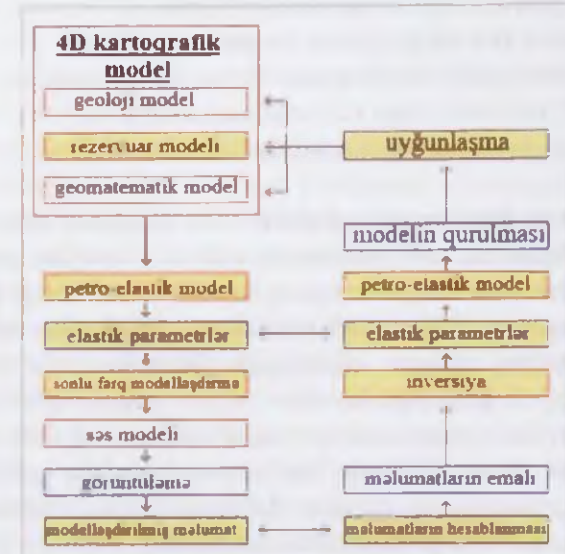 4D kartoqrafik
model
geoloji model
rezervuar modeli
geomatematik model
uyğunlaşma
modelin qurulması
petro-elastik model
petro-elastik model
elastik parametrlər
elastik parametrlər
sonlu fərq modelləşdirmə
inversiya
səs modeli
görüntüləmə
məlumatların emalı
modelləşdirilmiş məlumat
məlumatların hesablanması